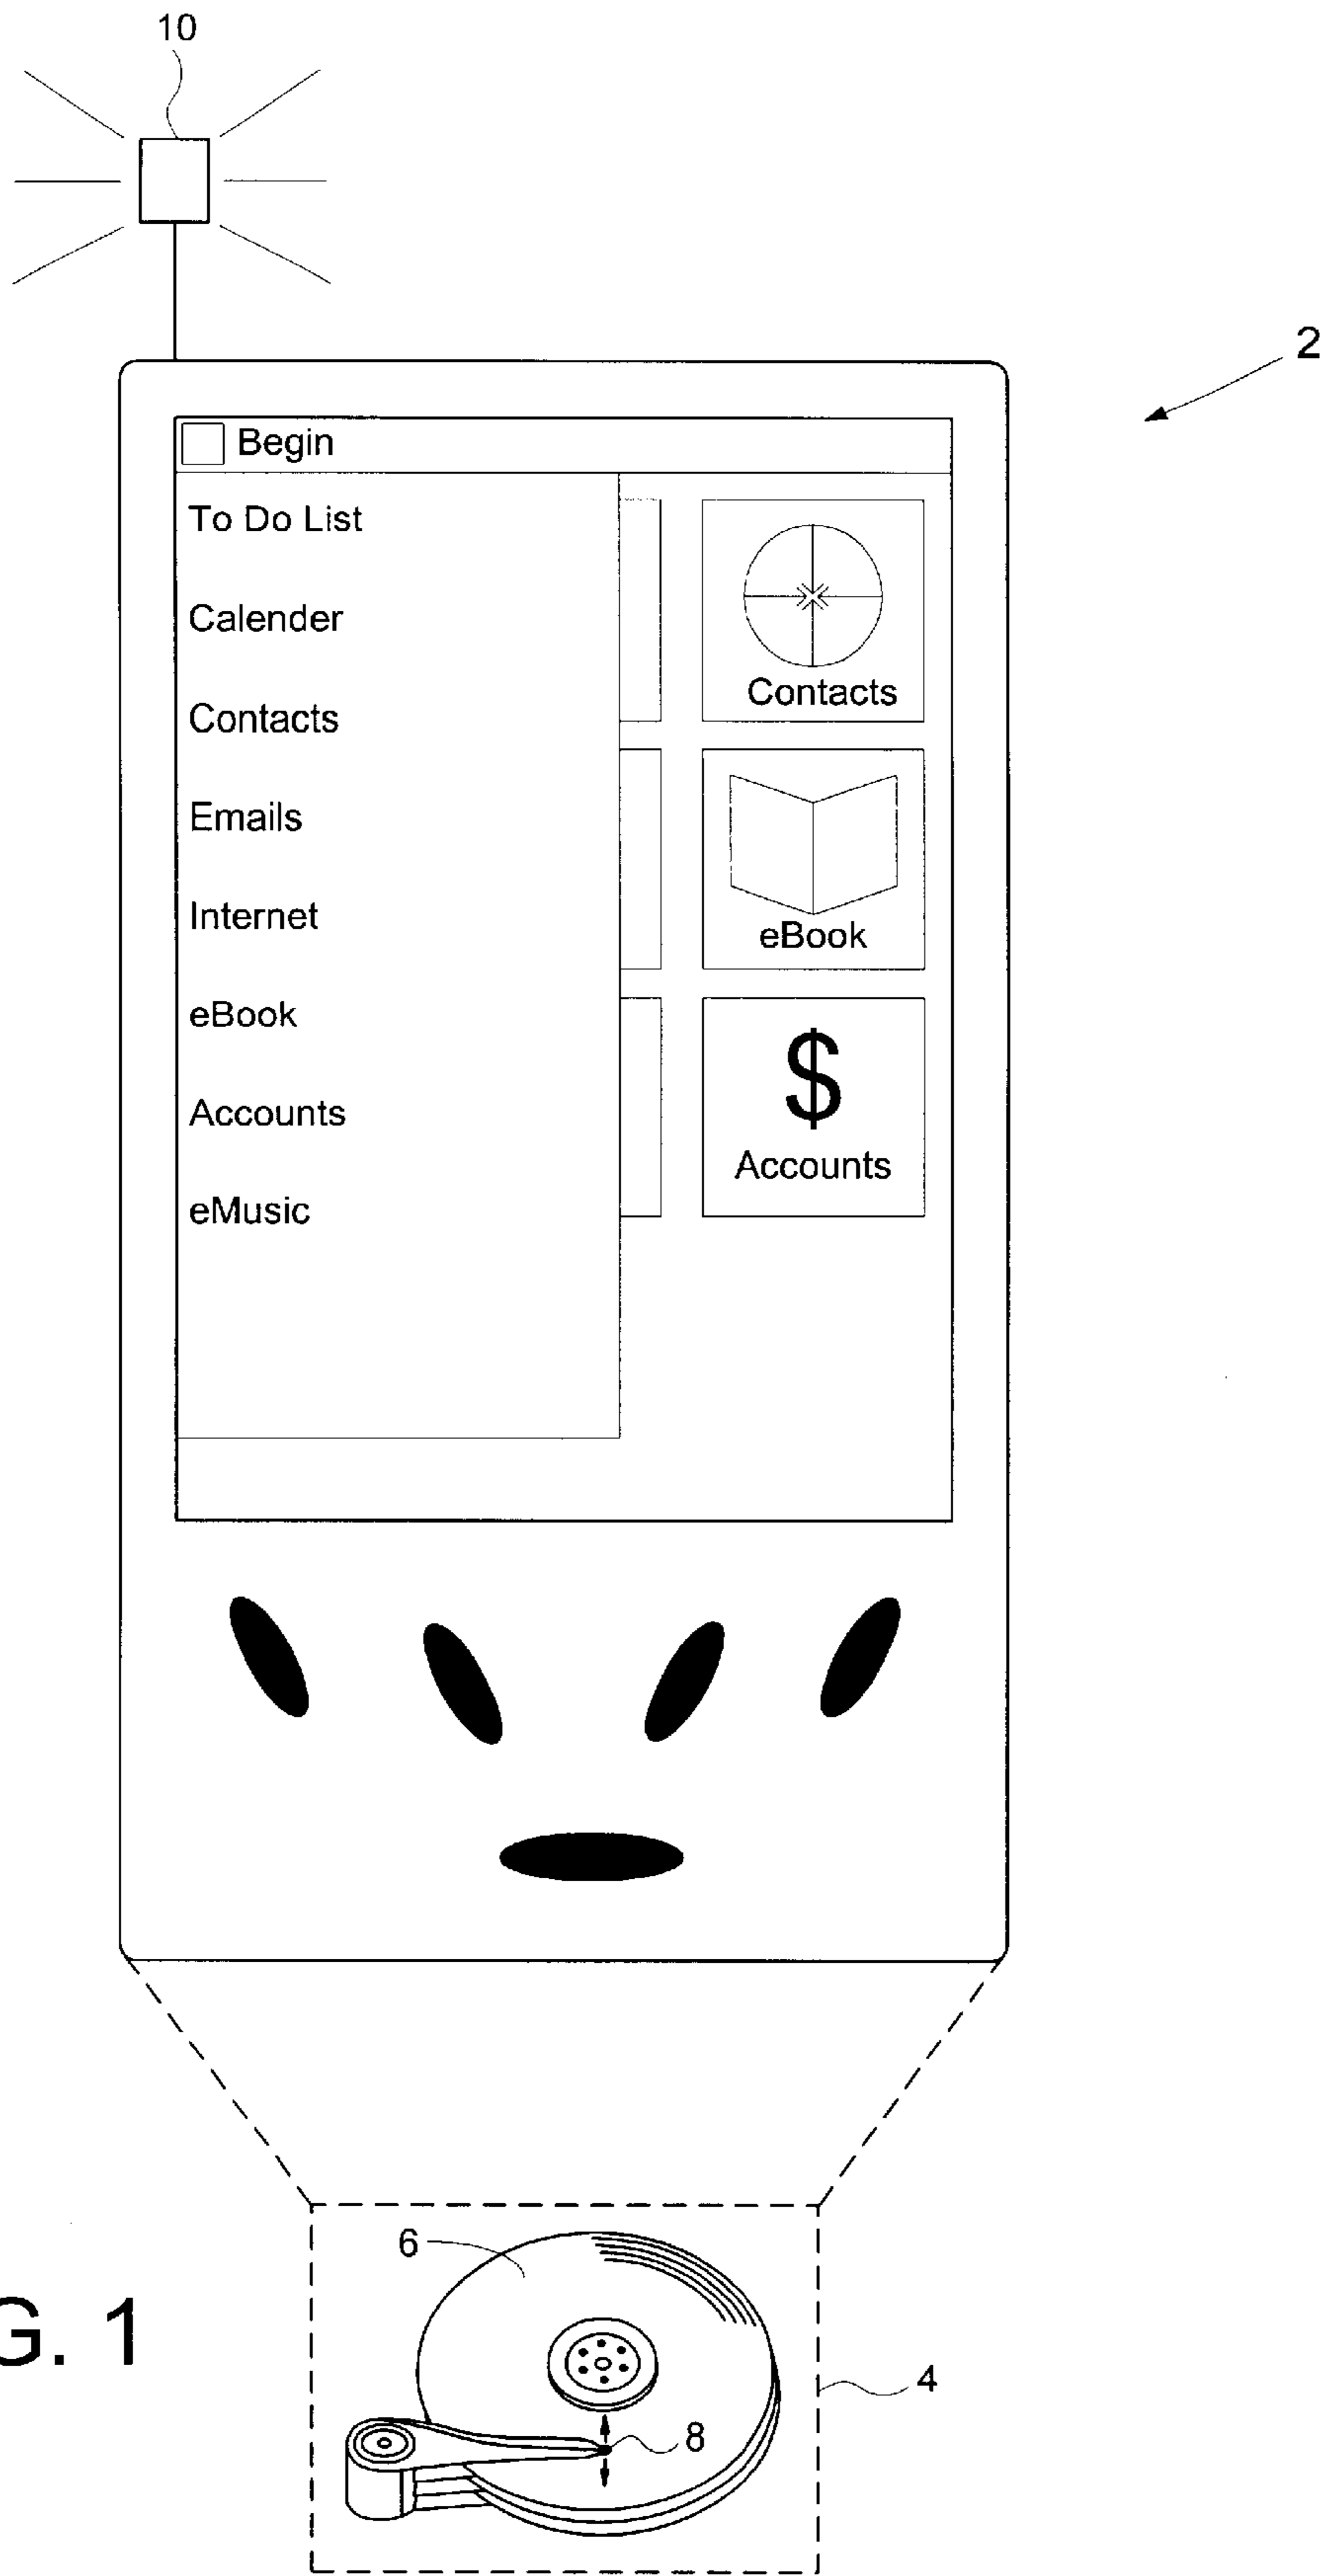 10
2
Begin
To Do List
Calender
Contacts
Emails
Internet
eBook
Accounts
eMusic
Contacts
eBook
$
Accounts
6
4
8
G. 1